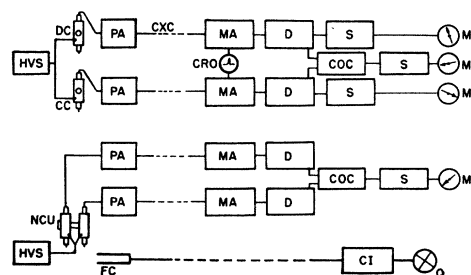 DC PA CXC MA D S M
HVS CRO COC S M
CC PA MA D S M
PA MA D
COC S M
NCU PA MA D
HVS
FC CI O